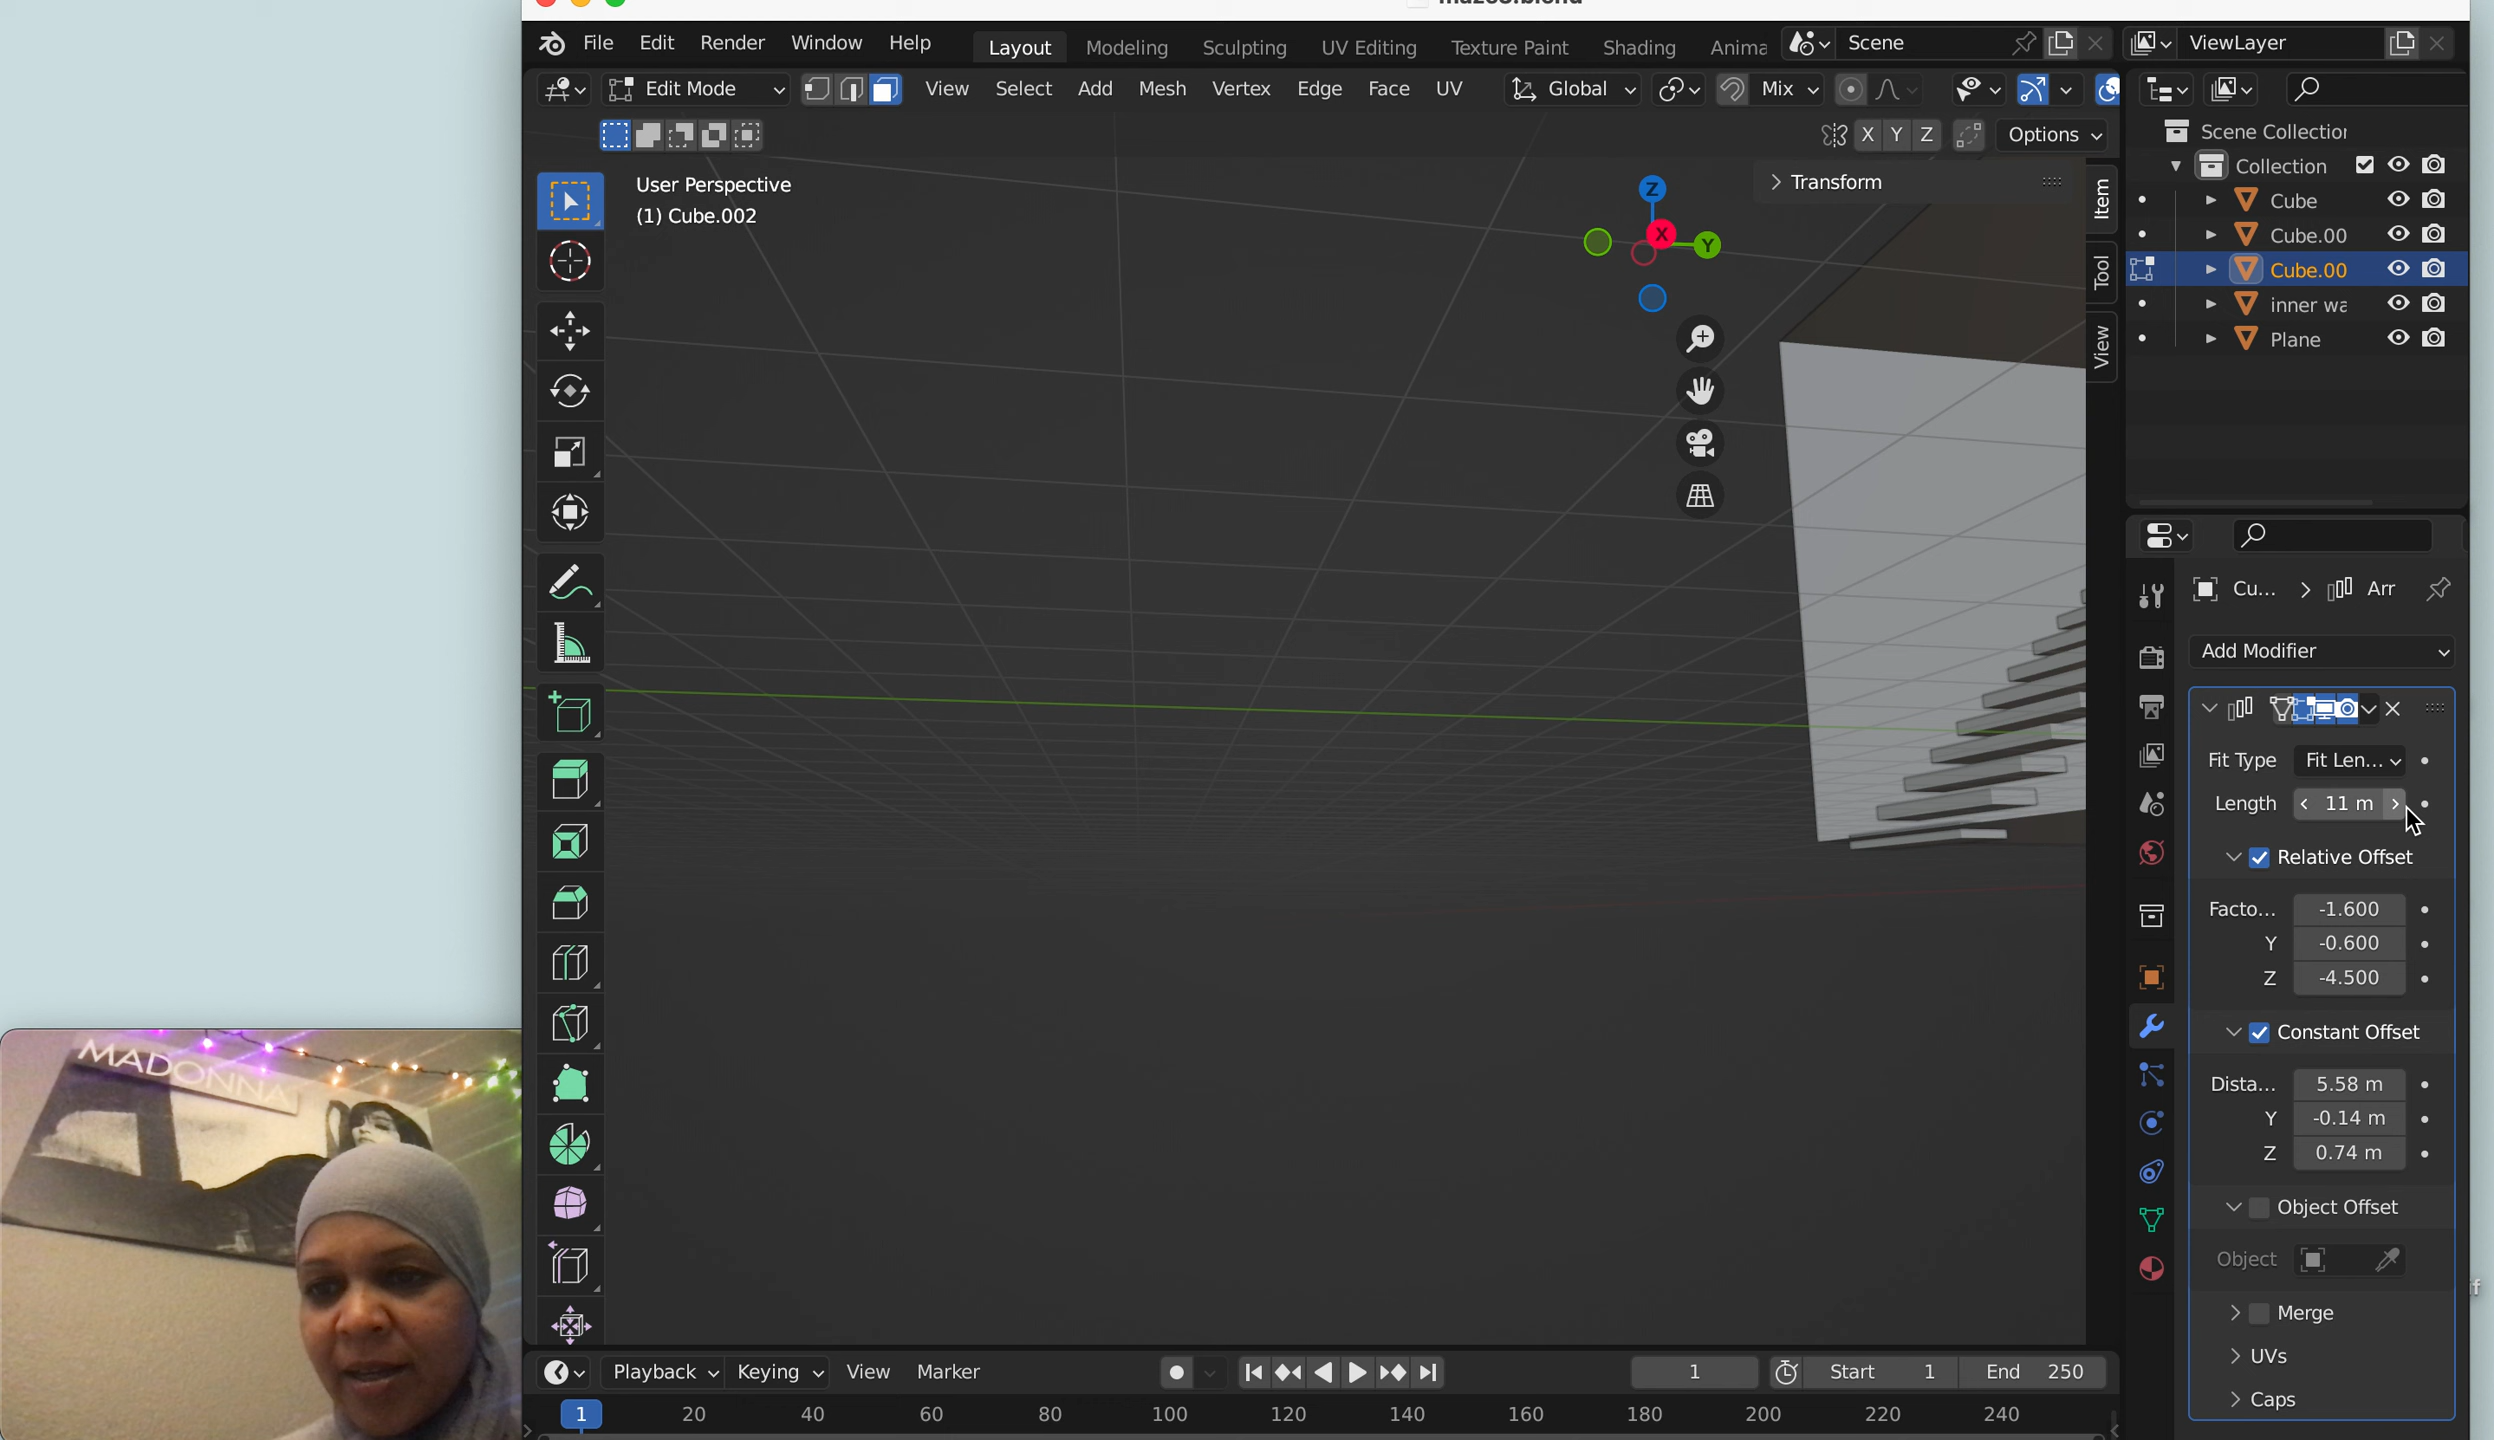 File Edit Render Window Help Layout Modeling Sculpting UV Editing Texture Paint Shading Anima Scene ViewLayer
Edit Mode View Select Add Mesh Vertex Edge Face UV Global Mix
X Y Z Options
User Perspective
(1) Cube.002
Z
X
Y
Transform
Item
Tool
View
Scene Collection
Collection
Cube
Cube.00
Cube.00
inner wa
Plane
Cu... Arr
Add Modifier
Fit Type Fit Len...
Length 11 m
Relative Offset
Facto... -1.600
Y -0.600
Z -4.500
Constant Offset
Dista... 5.58 m
Y -0.14 m
Z 0.74 m
Object Offset
Object
Merge
UVs
Caps
MADONNA
Playback Keying View Marker 1 Start 1 End 250
1 20 40 60 80 100 120 140 160 180 200 220 240